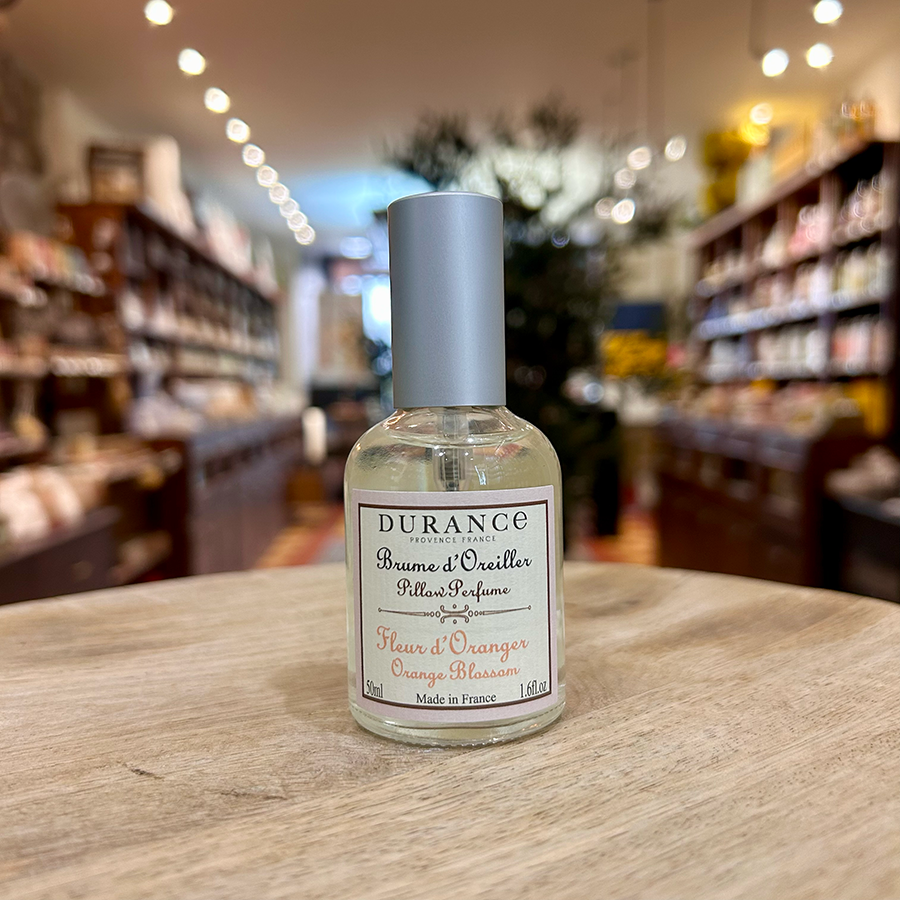 DURANCe
PROVENCE FRANCE
Brume d'Oreiller
Pillow Perfume
Fleur d'Oranger
Orange Blossom
50ml Made in France 1.6fl.oz